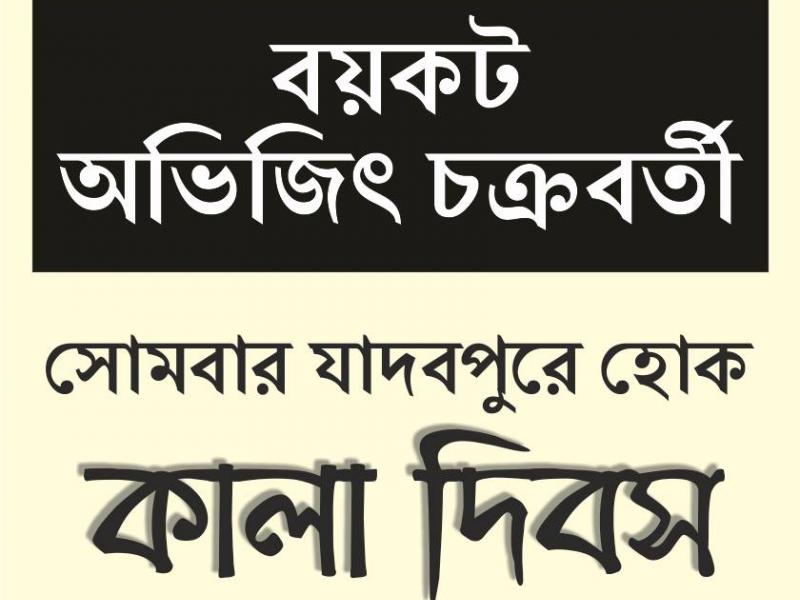 বয়কট
অভিজিৎ চক্রবর্তী
সোমবার যাদবপুরে হোক
কালা দিবস